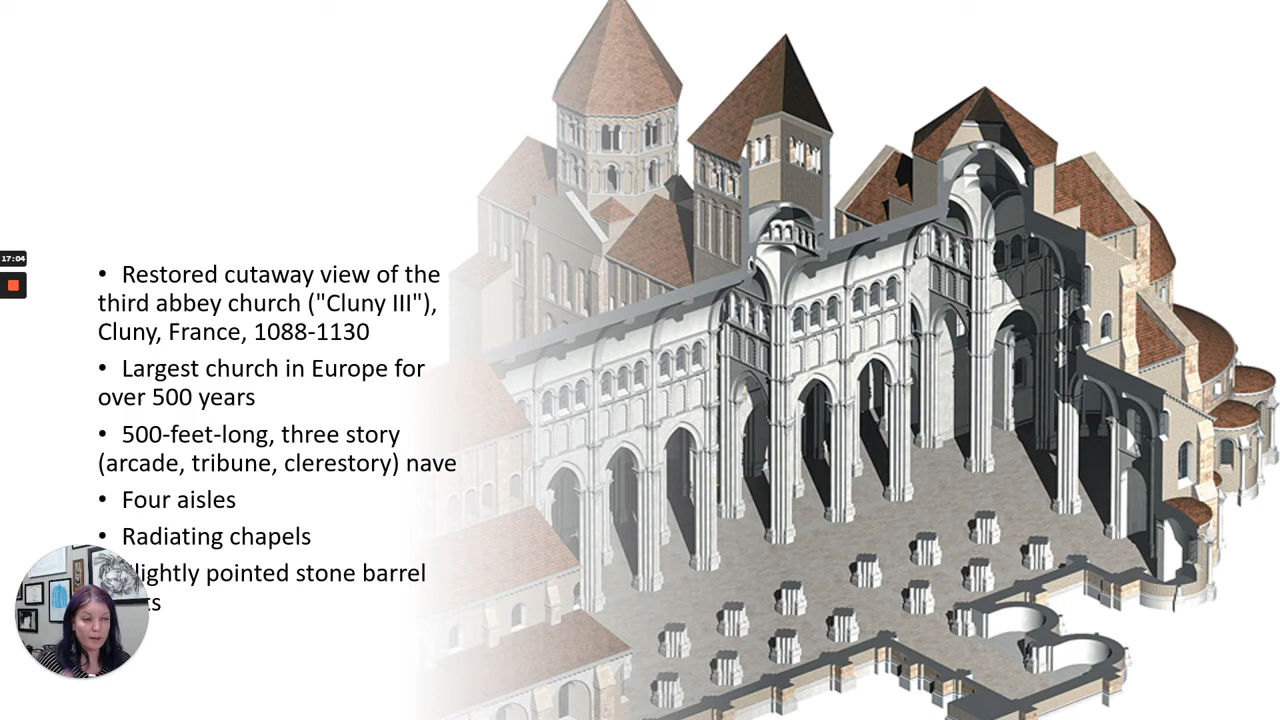 17:04
• Restored cutaway view of the
third abbey church ("Cluny III"),
Cluny, France, 1088-1130
• Largest church in Europe for
over 500 years
• 500-feet-long, three story
(arcade, tribune, clerestory) nave
• Four aisles
• Radiating chapels
pointed stone barrel